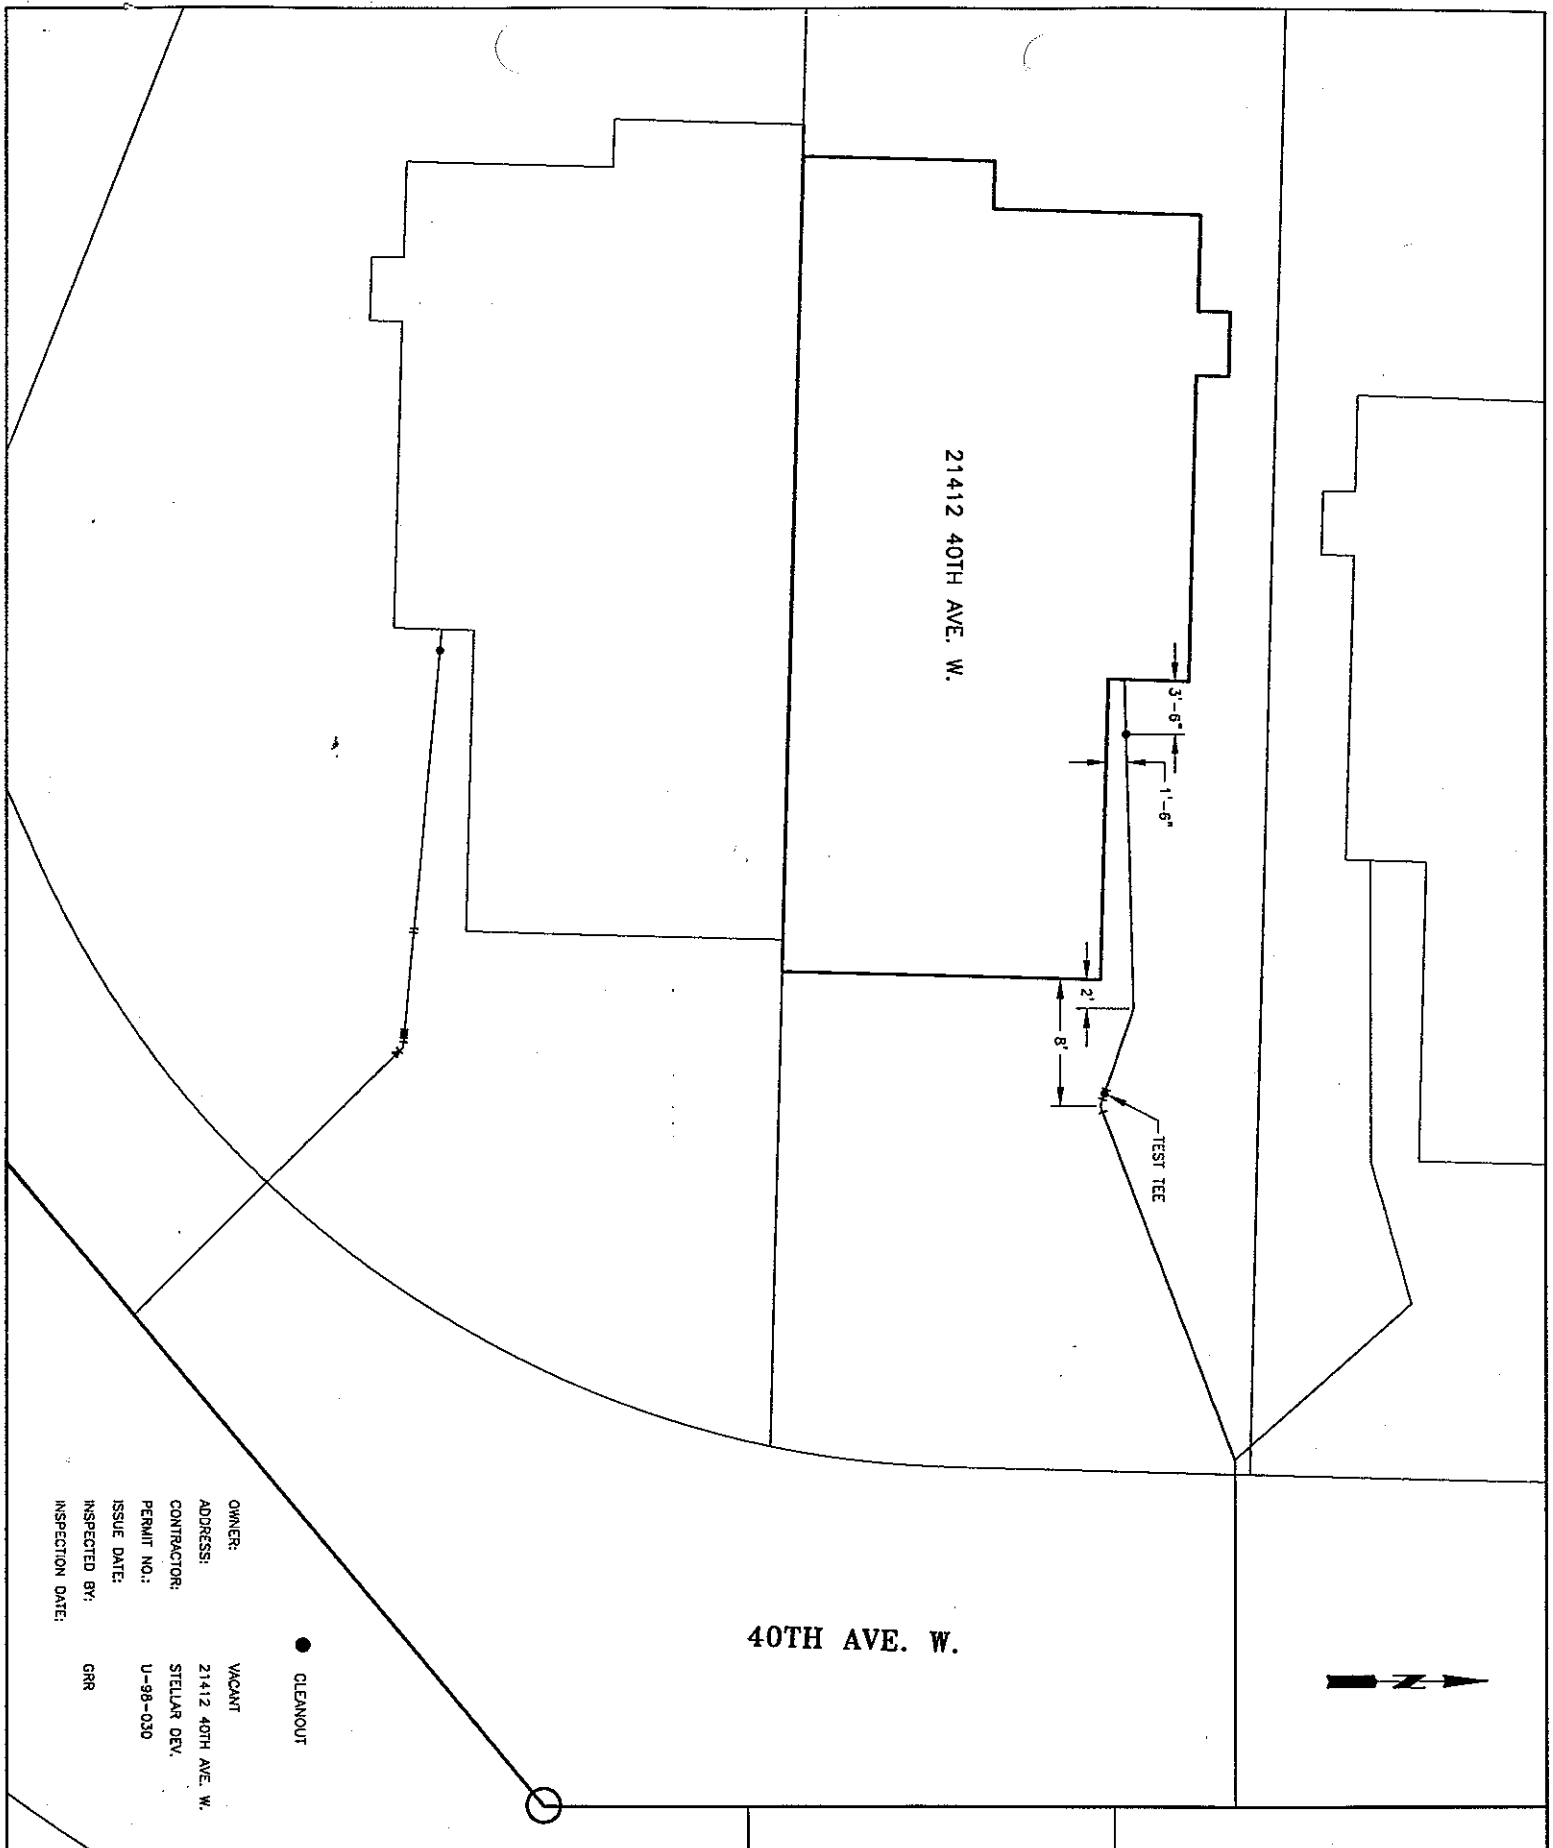 21412 40TH AVE. W.
3'-6"
1'-6"
2'
8'
TEST TEE
40TH AVE. W.
N
CLEANOUT
OWNER: VACANT
ADDRESS: 21412 40TH AVE. W.
CONTRACTOR: STELLAR DEV.
PERMIT NO.: U-98-030
ISSUE DATE:
INSPECTED BY: GRR
INSPECTION DATE: